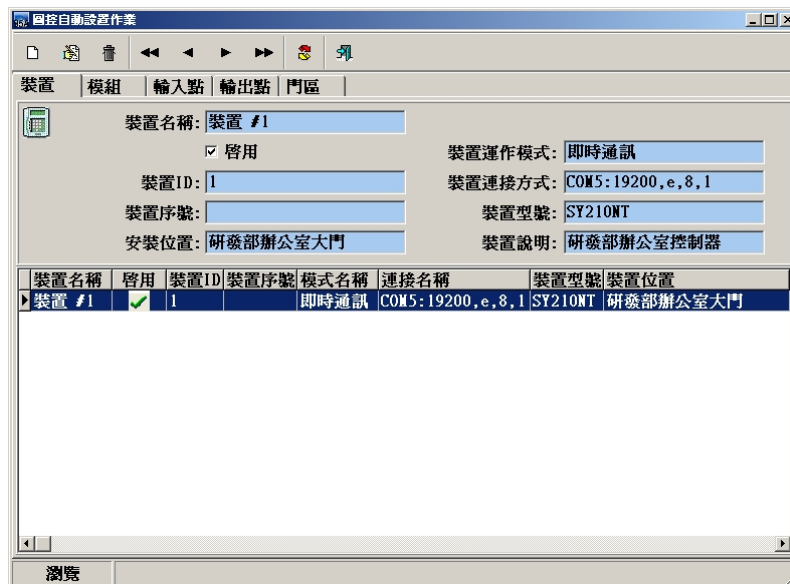 圖控自動設置作業
裝置 模組 輸入點 輸出點 門區
裝置名稱: 裝置 #1
啓用 裝置運作模式: 即時通訊
裝置ID: 1 裝置連接方式: COM5:19200,e,8,1
裝置序號: 裝置型號: SY210NT
安裝位置: 研發部辦公室大門 裝置說明: 研發部辦公室控制器
裝置名稱 啓用 裝置ID 裝置序號 模式名稱 連接名稱 裝置型號 裝置位置
裝置 #1 1 即時通訊 COM5:19200,e,8,1 SY210NT 研發部辦公室大門
瀏覽